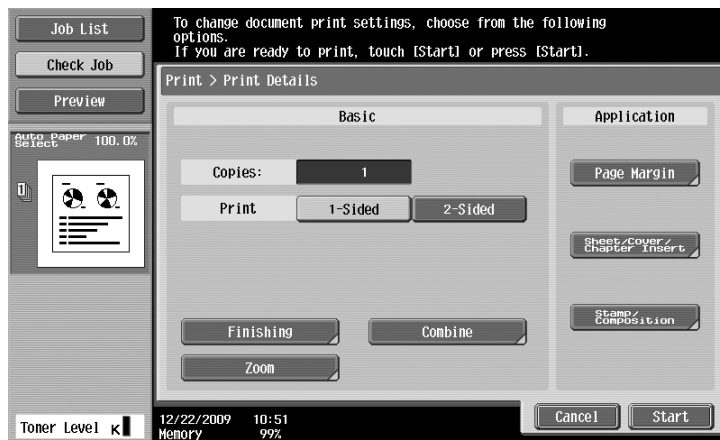 Job List
Check Job
Preview
Auto Paper
Select 100.0%
1
Toner Level K
To change document print settings, choose from the following
options.
If you are ready to print, touch [Start] or press [Start].
Print > Print Details
Basic
Copies: 1
Print 1-Sided 2-Sided
Finishing Combine
Zoom
Application
Page Margin
Sheet/Cover/
Chapter Insert
Stamp/
Composition
12/22/2009 10:51
Memory 99%
Cancel Start